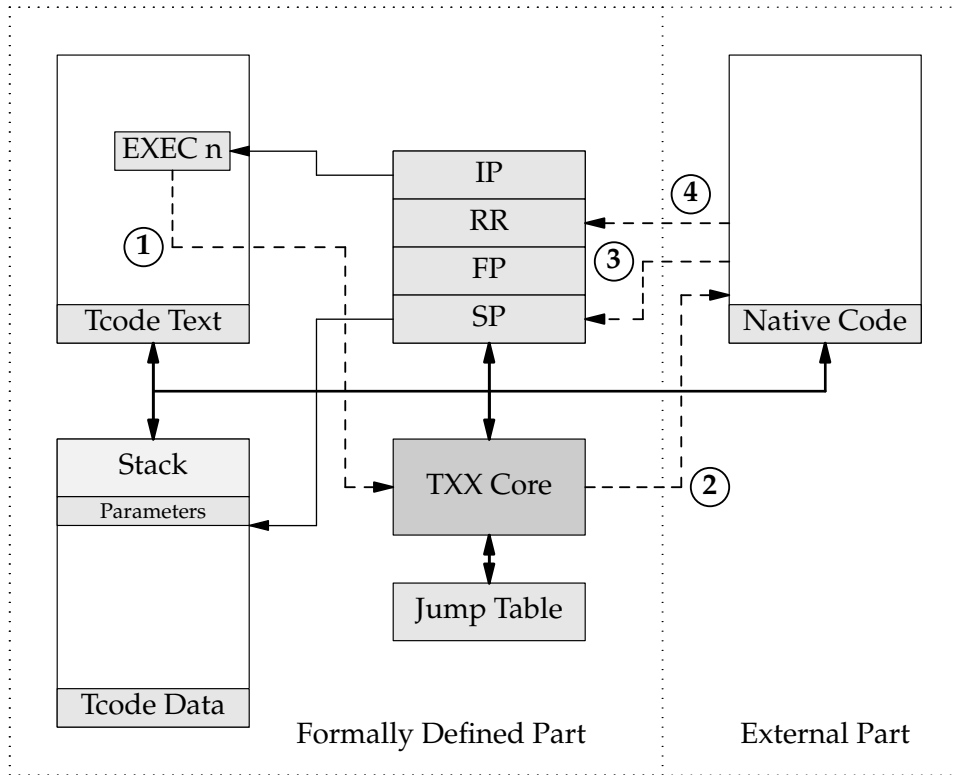 EXEC n
IP
4
RR
1
3
FP
Tcode Text
SP
Native Code
Stack
TXX Core
2
Parameters
Jump Table
Tcode Data
Formally Defined Part
External Part